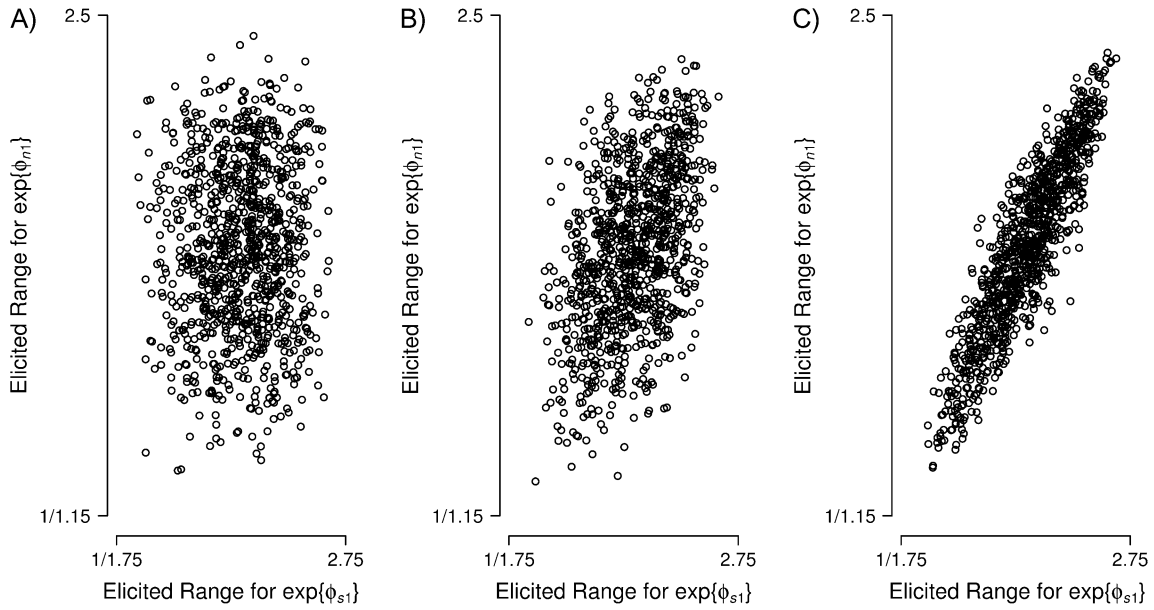 A)
2.5
Elicited Range for exp{ϕn1}
1/1.15
1/1.75
2.75
Elicited Range for exp{ϕs1}
B)
2.5
Elicited Range for exp{ϕn1}
1/1.15
1/1.75
2.75
Elicited Range for exp{ϕs1}
C)
2.5
Elicited Range for exp{ϕn1}
1/1.15
1/1.75
2.75
Elicited Range for exp{ϕs1}